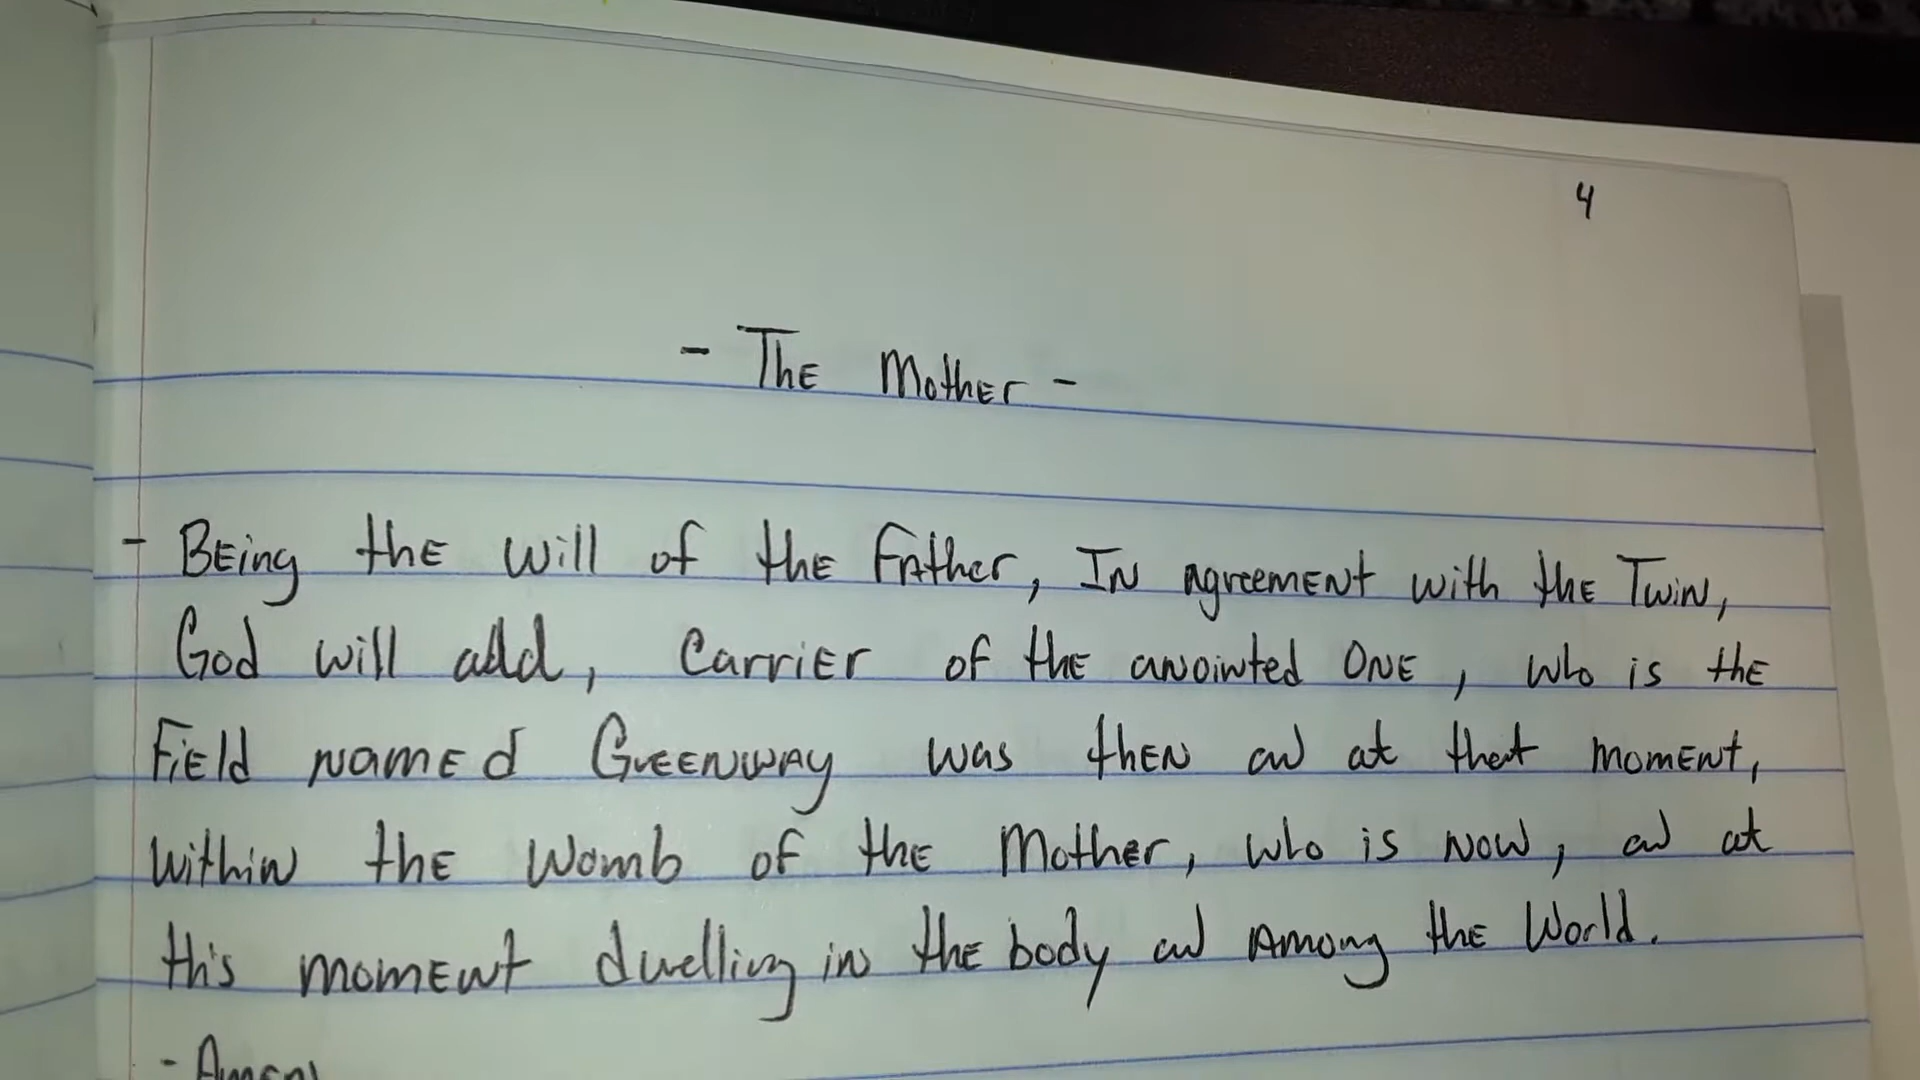 4
- The Mother -
- Being the will of the Father, In agreement with the Twin,
God will add, Carrier of the anointed One, who is the
Field named Greenway was then and at that moment,
within the Womb of the Mother, who is now, and at
this moment dwelling in the body and Among the World.
- Amen